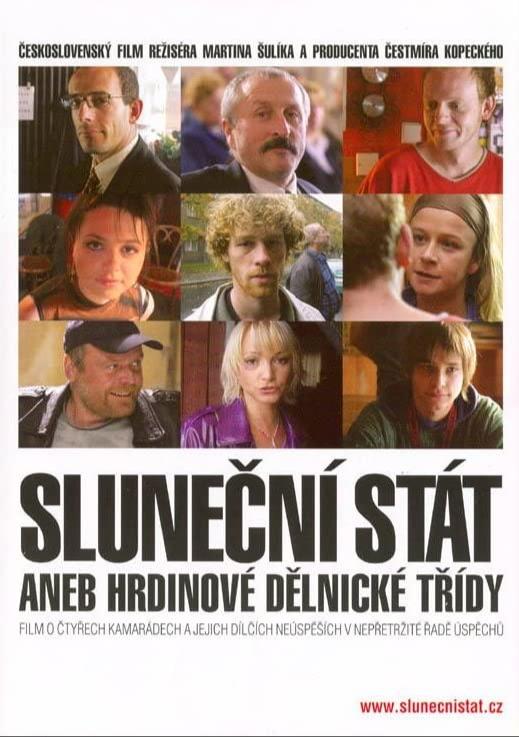 ČESKOSLOVENSKÝ FILM REŽISÉRA MARTINA ŠULÍKA A PRODUCENTA ČESTMÍRA KOPECKÉHO
SLUNEČNÍ STÁT
ANEB HRDINOVÉ DĚLNICKÉ TŘÍDY
FILM O ČTYŘECH KAMARÁDECH A JEJICH DÍLČÍCH NEÚSPĚŠÍCH V NEPŘETRŽITÉ ŘADĚ ÚSPĚCHŮ
www.slunecnistat.cz